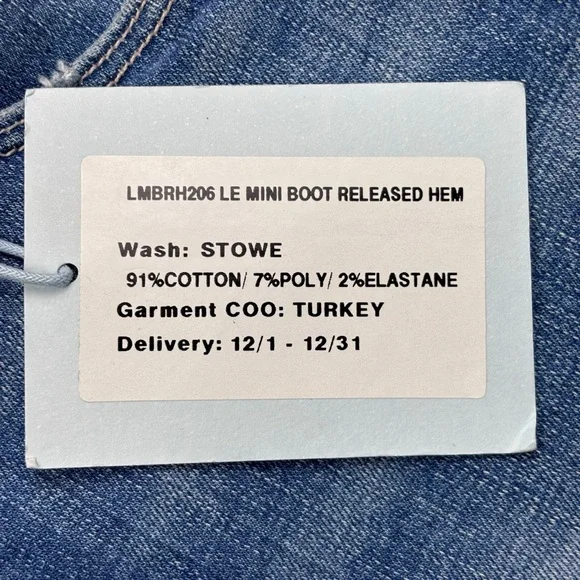 LMBRH206 LE MINI BOOT RELEASED HEM
Wash: STOWE
91%COTTON/ 7%POLY/ 2%ELASTANE
Garment COO: TURKEY
Delivery: 12/1 - 12/31